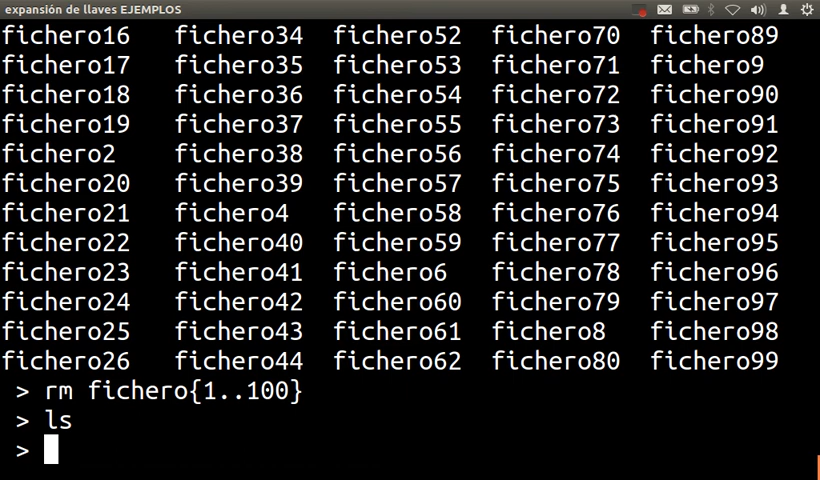 expansión de llaves EJEMPLOS
fichero16 fichero34 fichero52 fichero70 fichero89
fichero17 fichero35 fichero53 fichero71 fichero9
fichero18 fichero36 fichero54 fichero72 fichero90
fichero19 fichero37 fichero55 fichero73 fichero91
fichero2 fichero38 fichero56 fichero74 fichero92
fichero20 fichero39 fichero57 fichero75 fichero93
fichero21 fichero4 fichero58 fichero76 fichero94
fichero22 fichero40 fichero59 fichero77 fichero95
fichero23 fichero41 fichero6 fichero78 fichero96
fichero24 fichero42 fichero60 fichero79 fichero97
fichero25 fichero43 fichero61 fichero8 fichero98
fichero26 fichero44 fichero62 fichero80 fichero99
> rm fichero{1..100}
> ls
>